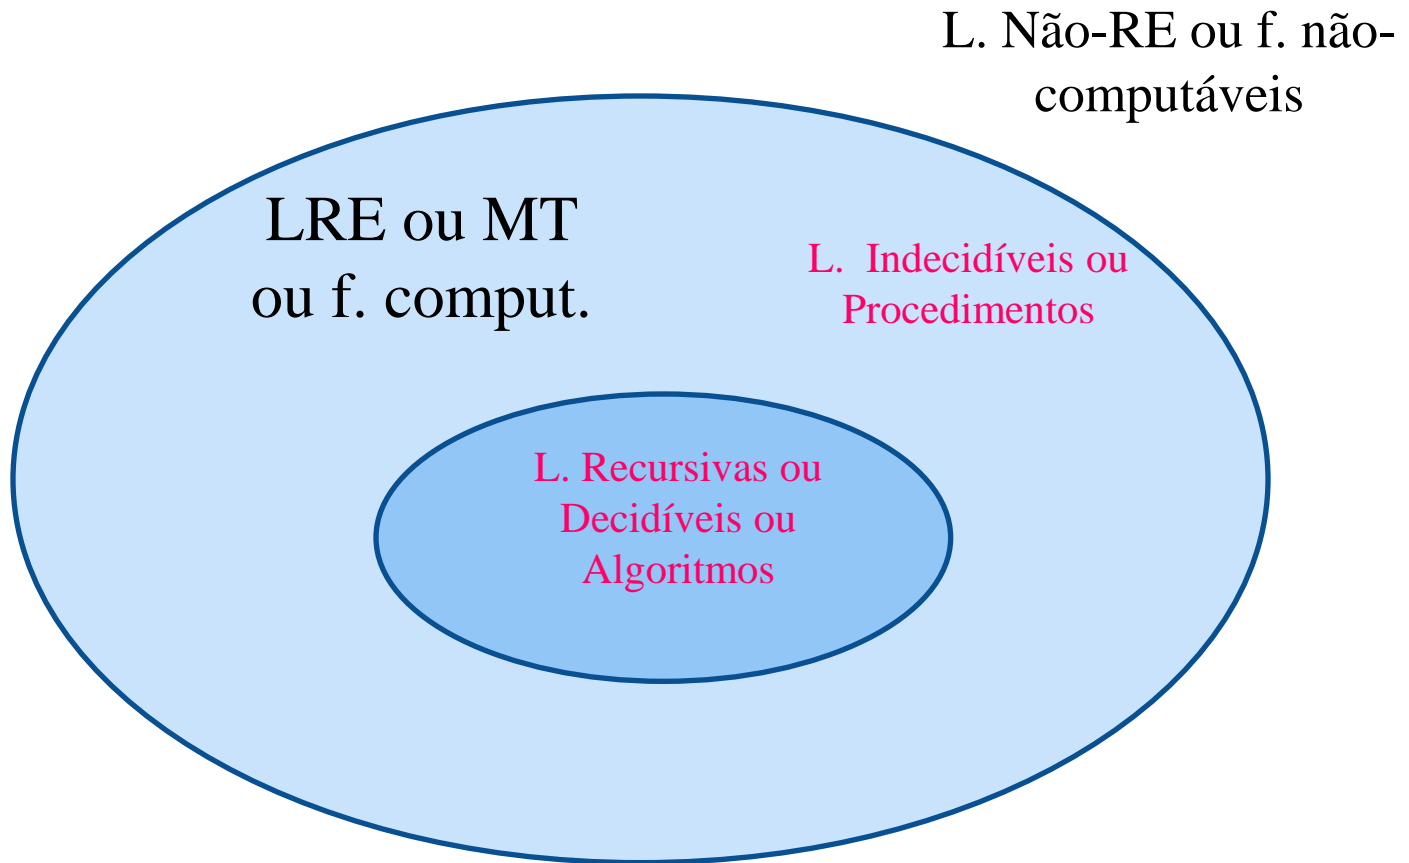 L. Não-RE ou f. não-
computáveis
LRE ou MT
ou f. comput.
L. Indecidíveis ou
Procedimentos
L. Recursivas ou
Decidíveis ou
Algoritmos